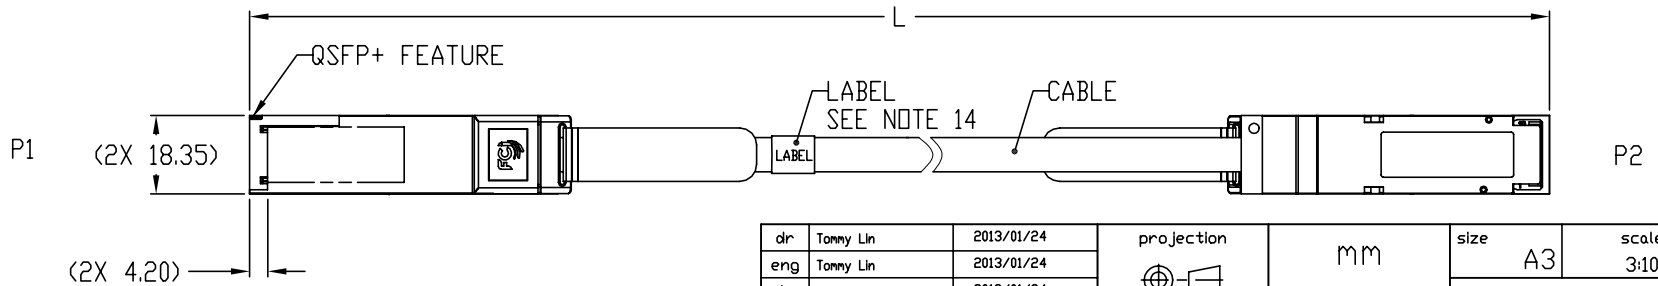 L
QSFP+ FEATURE
LABEL
SEE NOTE 14
CABLE
P1
(2X 18.35)
FCI
LABEL
P2
(2X 4.20)
dr Tommy Lin 2013/01/24
eng Tommy Lin 2013/01/24
projection
mm
size
A3
scale
3:10